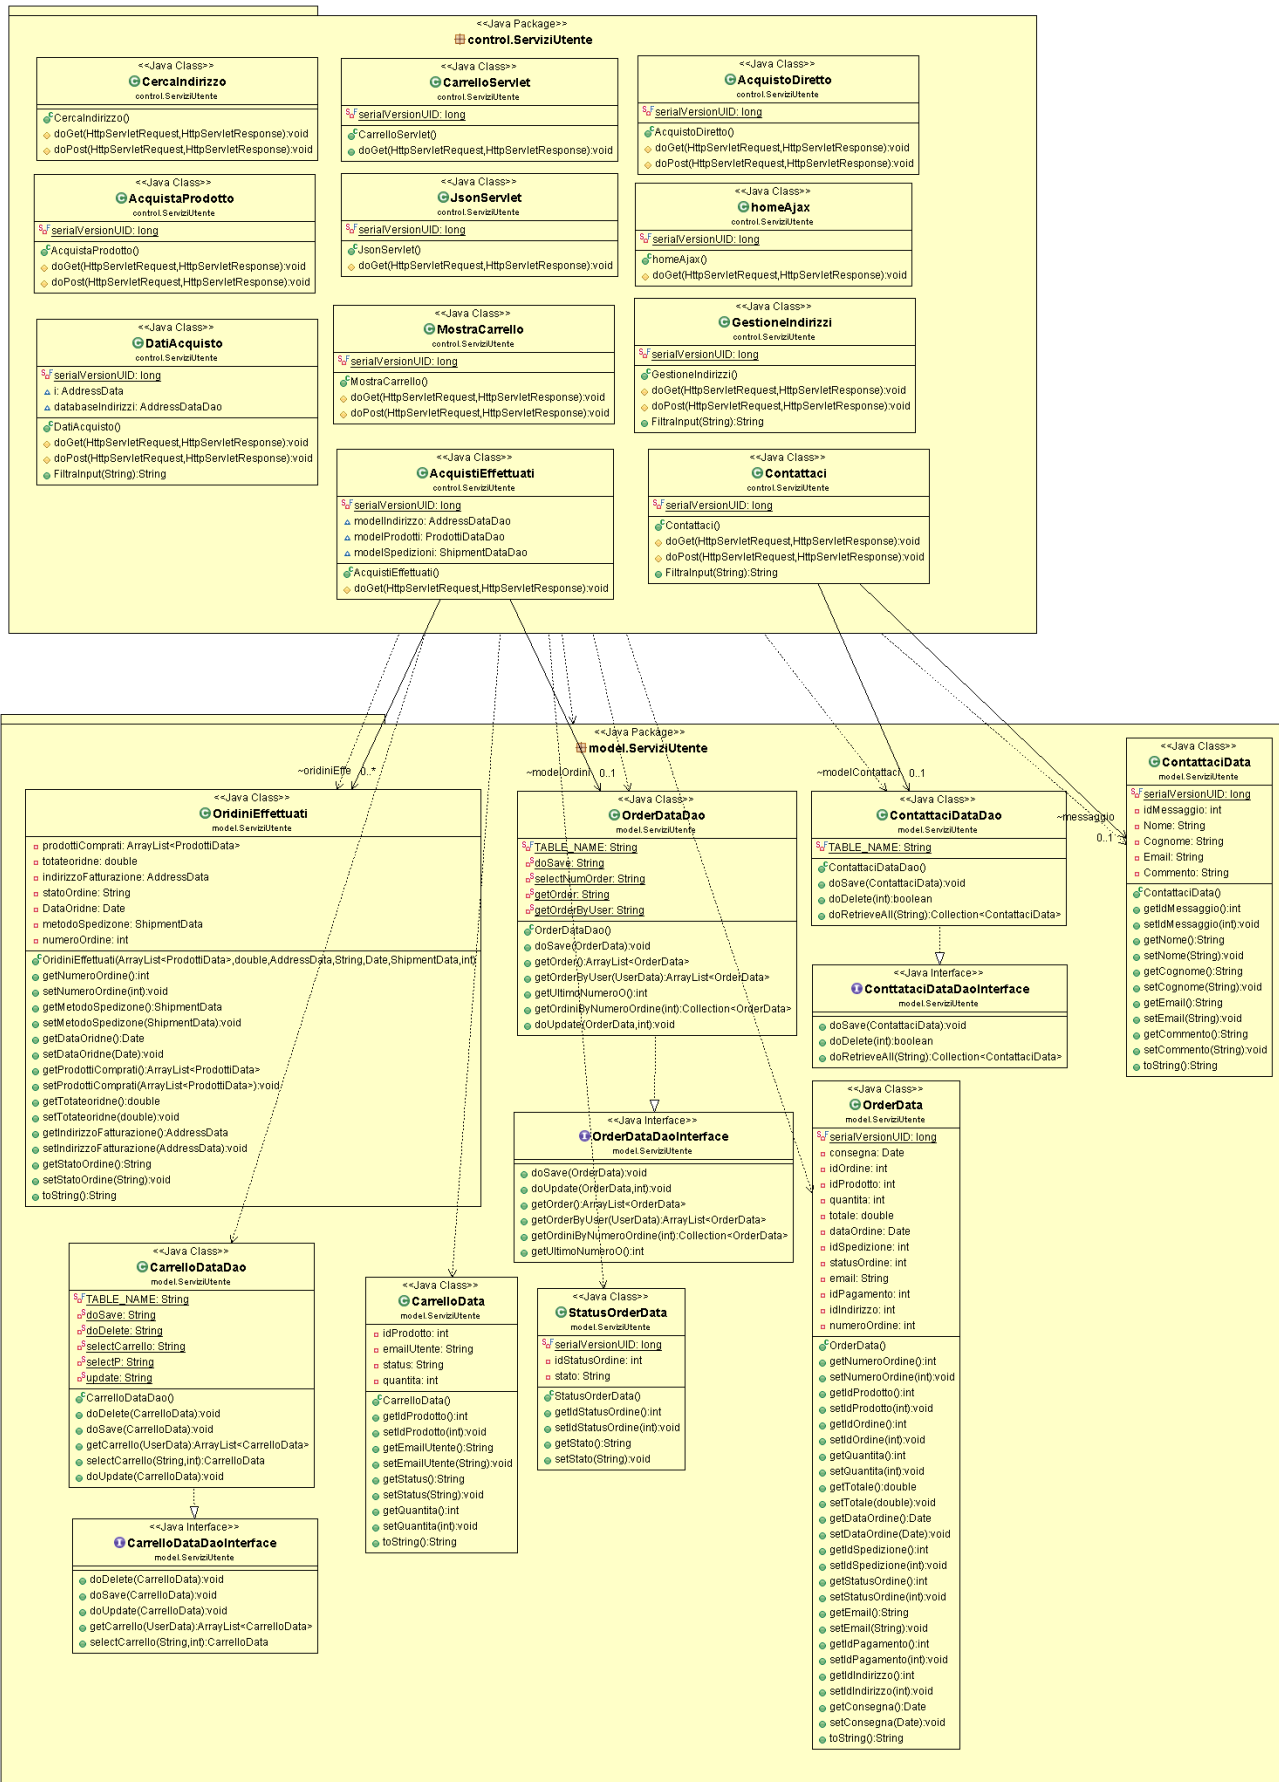 <<Java Package>>
control.ServiziUtente
<<Java Class>>
CercaIndirizzo
control.ServiziUtente
CercaIndirizzo()
doGet(HttpServletRequest,HttpServletResponse):void
doPost(HttpServletRequest,HttpServletResponse):void
<<Java Class>>
CarrelloServlet
control.ServiziUtente
serialVersionUID: long
CarrelloServlet()
doGet(HttpServletRequest,HttpServletResponse):void
<<Java Class>>
AcquistoDiretto
control.ServiziUtente
serialVersionUID: long
AcquistoDiretto()
doGet(HttpServletRequest,HttpServletResponse):void
doPost(HttpServletRequest,HttpServletResponse):void
<<Java Class>>
AcquistaProdotto
control.ServiziUtente
serialVersionUID: long
AcquistaProdotto()
doGet(HttpServletRequest,HttpServletResponse):void
doPost(HttpServletRequest,HttpServletResponse):void
<<Java Class>>
JsonServlet
control.ServiziUtente
serialVersionUID: long
JsonServlet()
doGet(HttpServletRequest,HttpServletResponse):void
<<Java Class>>
homeAjax
control.ServiziUtente
serialVersionUID: long
homeAjax()
doGet(HttpServletRequest,HttpServletResponse):void
<<Java Class>>
DatiAcquisto
control.ServiziUtente
serialVersionUID: long
i: AddressData
databaseIndirizzi: AddressDataDao
DatiAcquisto()
doGet(HttpServletRequest,HttpServletResponse):void
doPost(HttpServletRequest,HttpServletResponse):void
FiltraInput(String):String
<<Java Class>>
MostraCarrello
control.ServiziUtente
serialVersionUID: long
MostraCarrello()
doGet(HttpServletRequest,HttpServletResponse):void
doPost(HttpServletRequest,HttpServletResponse):void
<<Java Class>>
GestioneIndirizzi
control.ServiziUtente
serialVersionUID: long
GestioneIndirizzi()
doGet(HttpServletRequest,HttpServletResponse):void
doPost(HttpServletRequest,HttpServletResponse):void
FiltraInput(String):String
<<Java Class>>
AcquistiEffettuati
control.ServiziUtente
serialVersionUID: long
modelIndirizzo: AddressDataDao
modelProdotti: ProdottiDataDao
modelSpedizioni: ShipmentDataDao
AcquistiEffettuati()
doGet(HttpServletRequest,HttpServletResponse):void
<<Java Class>>
Contattaci
control.ServiziUtente
serialVersionUID: long
Contattaci()
doGet(HttpServletRequest,HttpServletResponse):void
doPost(HttpServletRequest,HttpServletResponse):void
FiltraInput(String):String
<<Java Package>>
model.ServiziUtente
~oridiniEffe 0..*
~modelOrdini 0..1
~modelContattaci 0..1
~messaggio
0..1
<<Java Class>>
OridiniEffettuati
model.ServiziUtente
prodottiComprati: ArrayList<ProdottiData>
totateoridne: double
indirizzoFatturazione: AddressData
statoOrdine: String
DataOridne: Date
metodoSpedizone: ShipmentData
numeroOrdine: int
OridiniEffettuati(ArrayList<ProdottiData>,double,AddressData,String,Date,ShipmentData,int)
getNumeroOrdine():int
setNumeroOrdine(int):void
getMetodoSpedizone():ShipmentData
setMetodoSpedizone(ShipmentData):void
getDataOridne():Date
setDataOridne(Date):void
getProdottiComprati():ArrayList<ProdottiData>
setProdottiComprati(ArrayList<ProdottiData>):void
getTotateoridne():double
setTotateoridne(double):void
getIndirizzoFatturazione():AddressData
setIndirizzoFatturazione(AddressData):void
getStatoOrdine():String
setStatoOrdine(String):void
toString():String
<<Java Class>>
OrderDataDao
model.ServiziUtente
TABLE_NAME: String
doSave: String
selectNumOrder: String
getOrder: String
getOrderByUser: String
OrderDataDao()
doSave(OrderData):void
getOrder():ArrayList<OrderData>
getOrderByUser(UserData):ArrayList<OrderData>
getUltimoNumeroO():int
getOrdiniByNumeroOrdine(int):Collection<OrderData>
doUpdate(OrderData,int):void
<<Java Class>>
ContattaciDataDao
model.ServiziUtente
TABLE_NAME: String
ContattaciDataDao()
doSave(ContattaciData):void
doDelete(int):boolean
doRetrieveAll(String):Collection<ContattaciData>
<<Java Class>>
ContattaciData
model.ServiziUtente
serialVersionUID: long
idMessaggio: int
Nome: String
Cognome: String
Email: String
Commento: String
ContattaciData()
getIdMessaggio():int
setIdMessaggio(int):void
getNome():String
setNome(String):void
getCognome():String
setCognome(String):void
getEmail():String
setEmail(String):void
getCommento():String
setCommento(String):void
toString():String
<<Java Interface>>
ConttataciDataDaoInterface
model.ServiziUtente
doSave(ContattaciData):void
doDelete(int):boolean
doRetrieveAll(String):Collection<ContattaciData>
<<Java Interface>>
OrderDataDaoInterface
model.ServiziUtente
doSave(OrderData):void
doUpdate(OrderData,int):void
getOrder():ArrayList<OrderData>
getOrderByUser(UserData):ArrayList<OrderData>
getOrdiniByNumeroOrdine(int):Collection<OrderData>
getUltimoNumeroO():int
<<Java Class>>
OrderData
model.ServiziUtente
serialVersionUID: long
consegna: Date
idOrdine: int
idProdotto: int
quantita: int
totale: double
dataOrdine: Date
idSpedizione: int
statusOrdine: int
email: String
idPagamento: int
idIndirizzo: int
numeroOrdine: int
OrderData()
getNumeroOrdine():int
setNumeroOrdine(int):void
getIdProdotto():int
setIdProdotto(int):void
getIdOrdine():int
setIdOrdine(int):void
getQuantita():int
setQuantita(int):void
getTotale():double
setTotale(double):void
getDataOrdine():Date
setDataOrdine(Date):void
getIdSpedizione():int
setIdSpedizione(int):void
getStatusOrdine():int
setStatusOrdine(int):void
getEmail():String
setEmail(String):void
getIdPagamento():int
setIdPagamento(int):void
getIdIndirizzo():int
setIdIndirizzo(int):void
getConsegna():Date
setConsegna(Date):void
toString():String
<<Java Class>>
CarrelloDataDao
model.ServiziUtente
TABLE_NAME: String
doSave: String
doDelete: String
selectCarrello: String
selectP: String
update: String
CarrelloDataDao()
doDelete(CarrelloData):void
doSave(CarrelloData):void
getCarrello(UserData):ArrayList<CarrelloData>
selectCarrello(String,int):CarrelloData
doUpdate(CarrelloData):void
<<Java Class>>
CarrelloData
model.ServiziUtente
idProdotto: int
emailUtente: String
status: String
quantita: int
CarrelloData()
getIdProdotto():int
setIdProdotto(int):void
getEmailUtente():String
setEmailUtente(String):void
getStatus():String
setStatus(String):void
getQuantita():int
setQuantita(int):void
toString():String
<<Java Class>>
StatusOrderData
model.ServiziUtente
serialVersionUID: long
idStatusOrdine: int
stato: String
StatusOrderData()
getIdStatusOrdine():int
setIdStatusOrdine(int):void
getStato():String
setStato(String):void
<<Java Interface>>
CarrelloDataDaoInterface
model.ServiziUtente
doDelete(CarrelloData):void
doSave(CarrelloData):void
doUpdate(CarrelloData):void
getCarrello(UserData):ArrayList<CarrelloData>
selectCarrello(String,int):CarrelloData